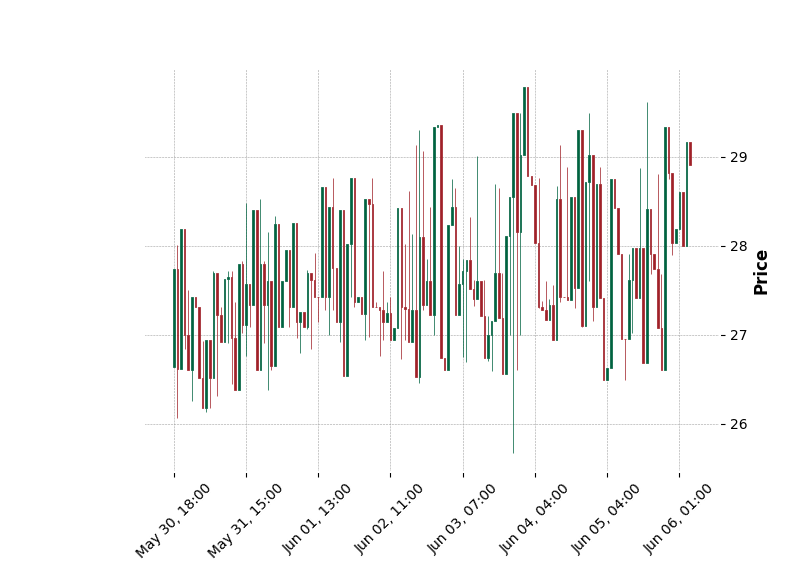 29
28
27
26
Price
May 30, 18:00
May 31, 15:00
Jun 01, 13:00
Jun 02, 11:00
Jun 03, 07:00
Jun 04, 04:00
Jun 05, 04:00
Jun 06, 01:00